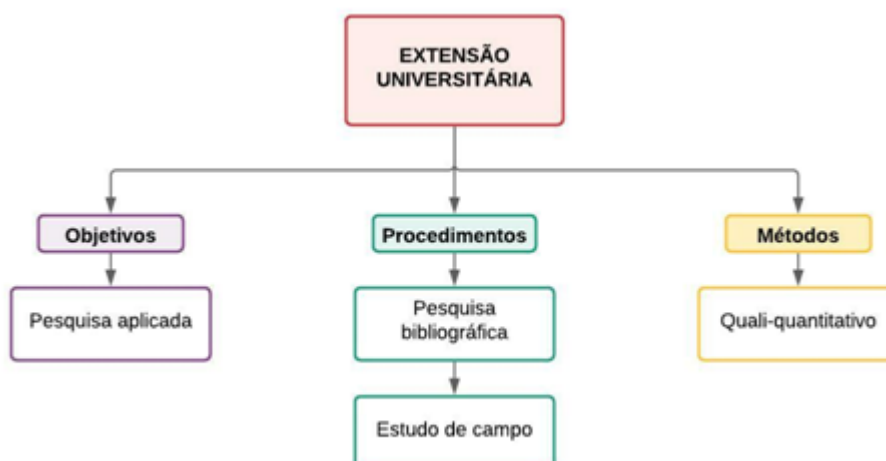 EXTENSÃO
UNIVERSITÁRIA
Objetivos
Procedimentos
Métodos
Pesquisa aplicada
Pesquisa
bibliográfica
Quali-quantitativo
Estudo de campo